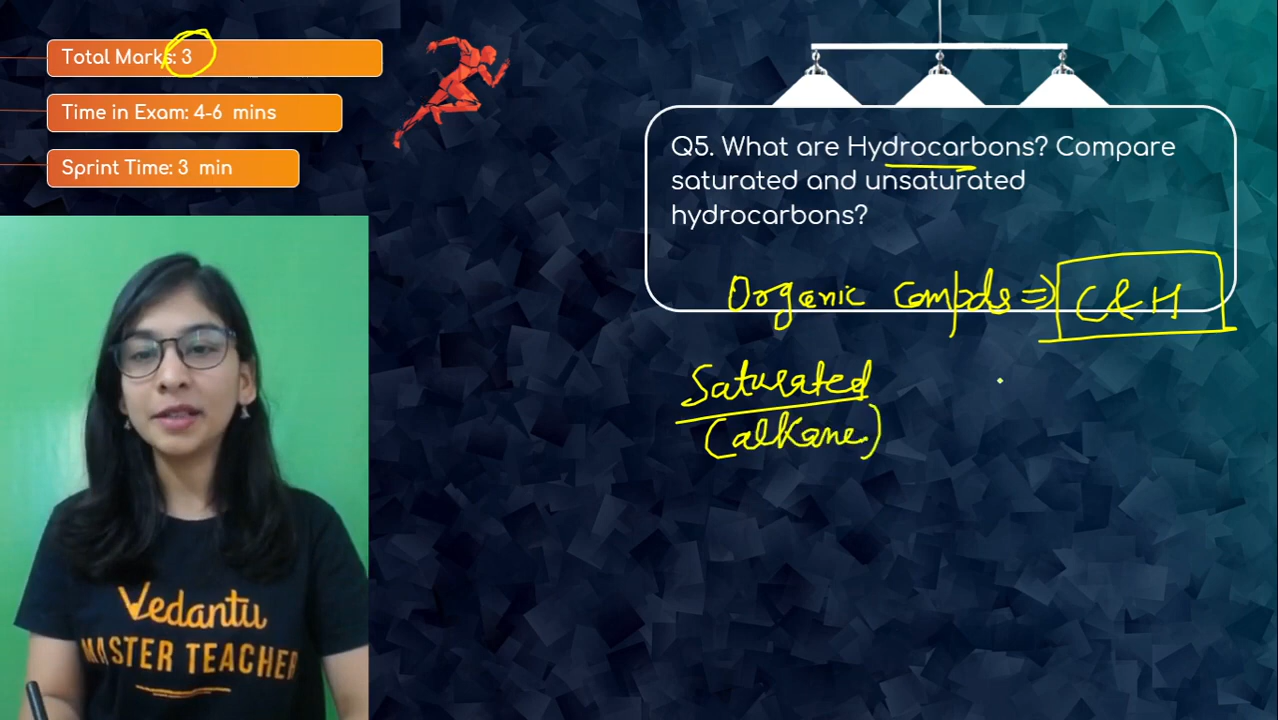 Total Marks: 3
Time in Exam: 4-6 mins
Sprint Time: 3 min
Q5. What are Hydrocarbons? Compare
saturated and unsaturated
hydrocarbons?
Organic compds => C & H
Saturated
(alkane)
Vedantu
MASTER TEACHER